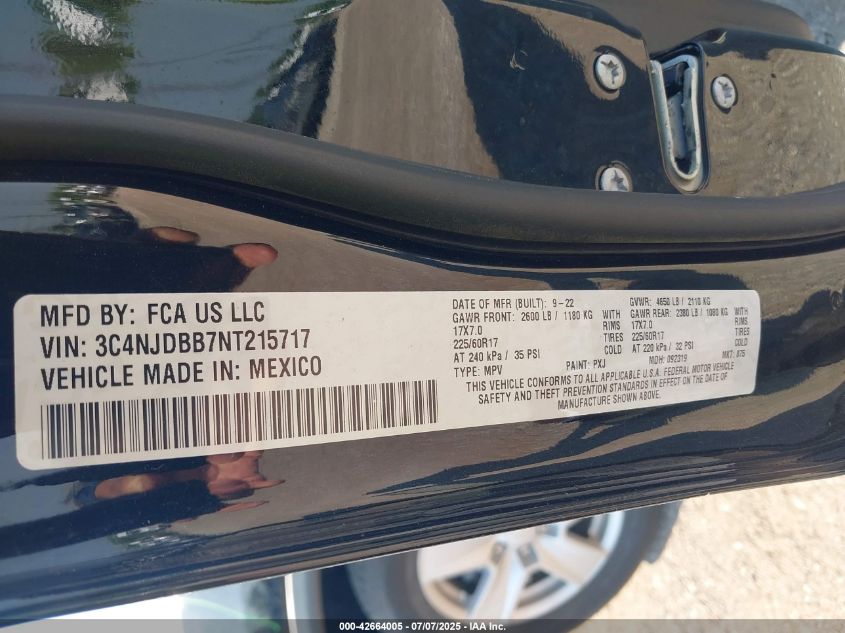 MFD BY: FCA US LLC
VIN: 3C4NJDBB7NT215717
VEHICLE MADE IN: MEXICO
DATE OF MFR (BUILT): 9-22 GVWR: 4650 LB / 2110 KG
GAWR FRONT: 2600 LB / 1180 KG WITH GAWR REAR: 2380 LB / 1080 KG WITH
17X7.0 RIMS 17X7.0 RIMS
225/60R17 TIRES 225/60R17 TIRES
AT 240 kPa / 35 PSI COLD AT 220 kPa / 32 PSI COLD
TYPE: MPV PAINT: PXJ MDH: 092319 MKT: 875
THIS VEHICLE CONFORMS TO ALL APPLICABLE U.S.A. FEDERAL MOTOR VEHICLE
SAFETY AND THEFT PREVENTION STANDARDS IN EFFECT ON THE DATE OF
MANUFACTURE SHOWN ABOVE.
000-42664005 - 07/07/2025 - IAA Inc.